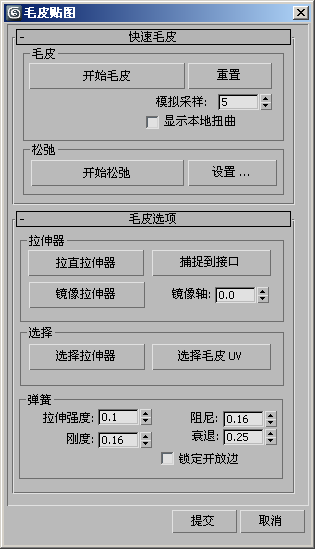 毛皮贴图
- 快速毛皮
毛皮
开始毛皮 重置
模拟采样: 5
显示本地扭曲
松弛
开始松弛 设置 ...
- 毛皮选项
拉伸器
拉直拉伸器 捕捉到接口
镜像拉伸器 镜像轴: 0.0
选择
选择拉伸器 选择毛皮 UV
弹簧
拉伸强度: 0.1 阻尼: 0.16
刚度: 0.16 衰退: 0.25
锁定开放边
提交 取消